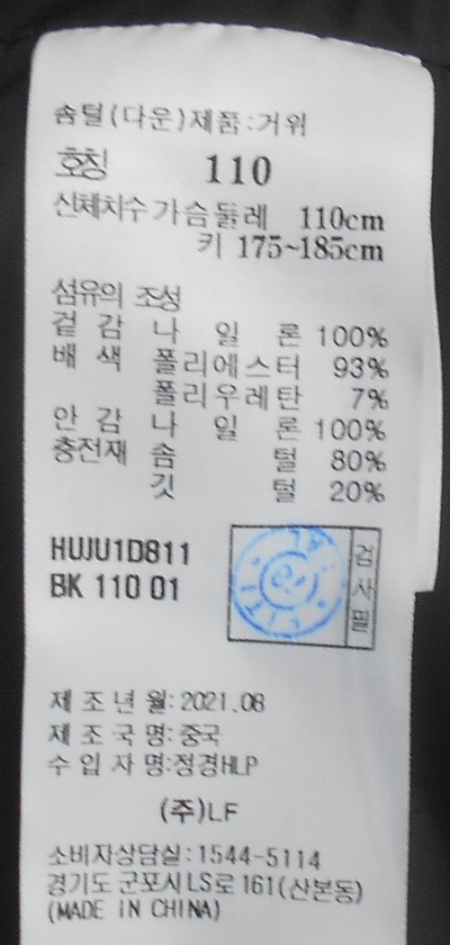 솜털(다운)제품:거위
호칭 110
신체치수 가슴둘레 110cm
키 175~185cm
섬유의 조성
겉감 나일론 100%
배색 폴리에스터 93%
폴리우레탄 7%
안감 나일론 100%
충전재 솜털 80%
깃털 20%
HUJU1D811
BK 110 01
검사필
제조년월: 2021.08
제조국명: 중국
수입자명: 정경HLP
(주)LF
소비자상담실: 1544-5114
경기도 군포시 LS로 161(산본동)
(MADE IN CHINA)